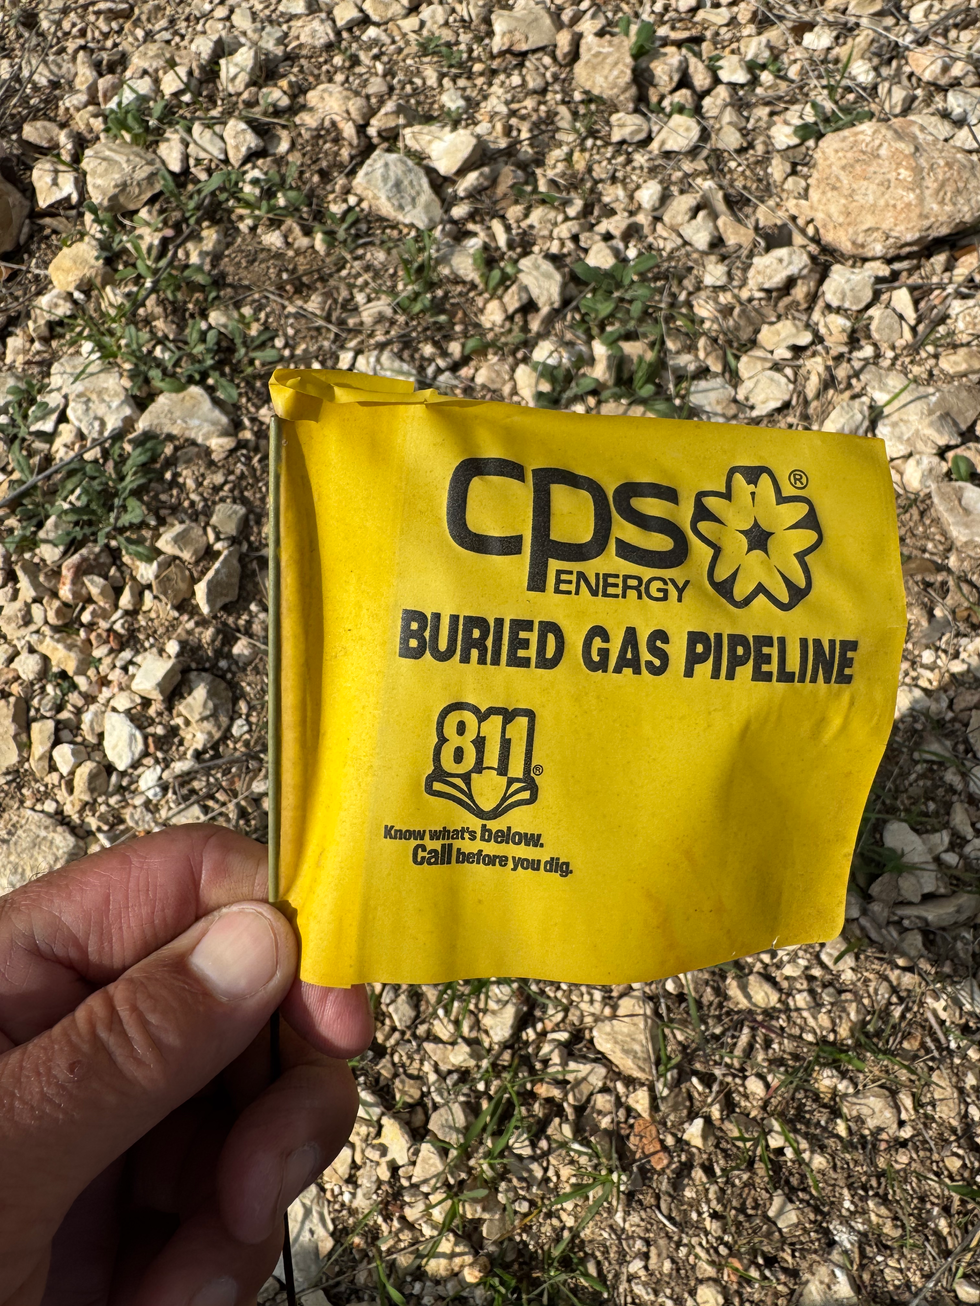 cps®
ENERGY
BURIED GAS PIPELINE
811®
Know what's below.
Call before you dig.